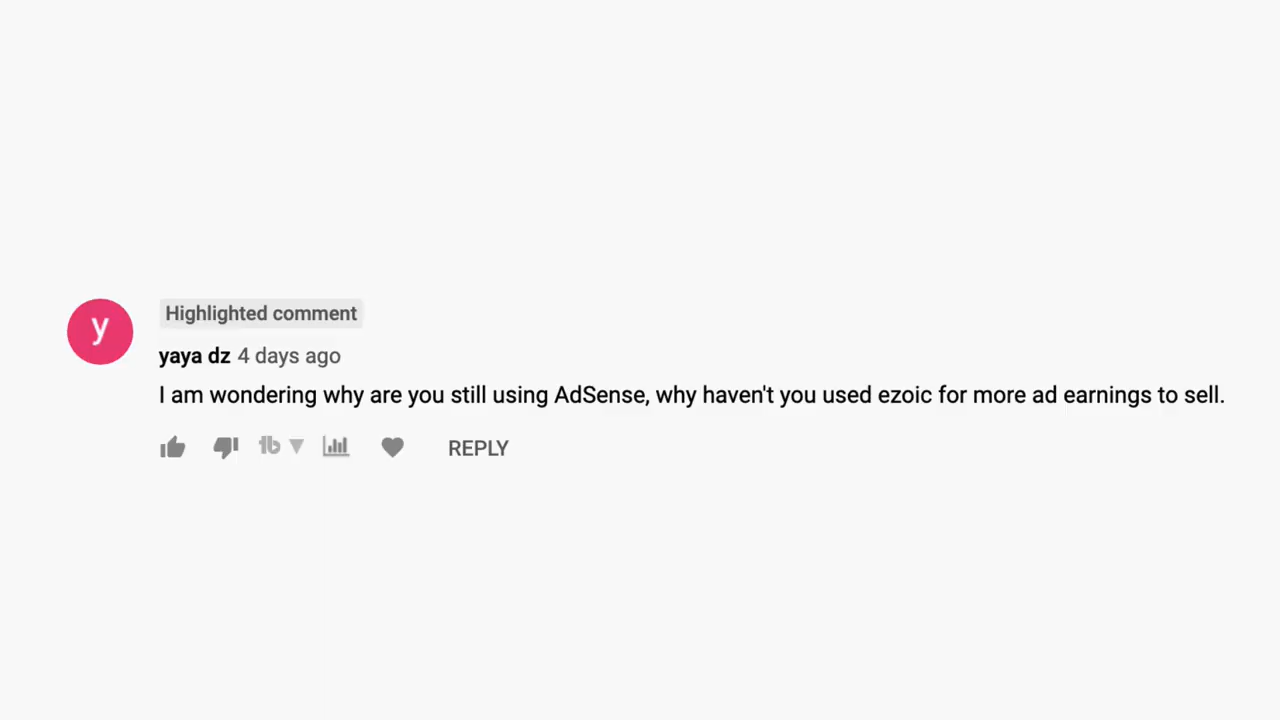 Highlighted comment
y
yaya dz 4 days ago
I am wondering why are you still using AdSense, why haven't you used ezoic for more ad earnings to sell.
tb
REPLY